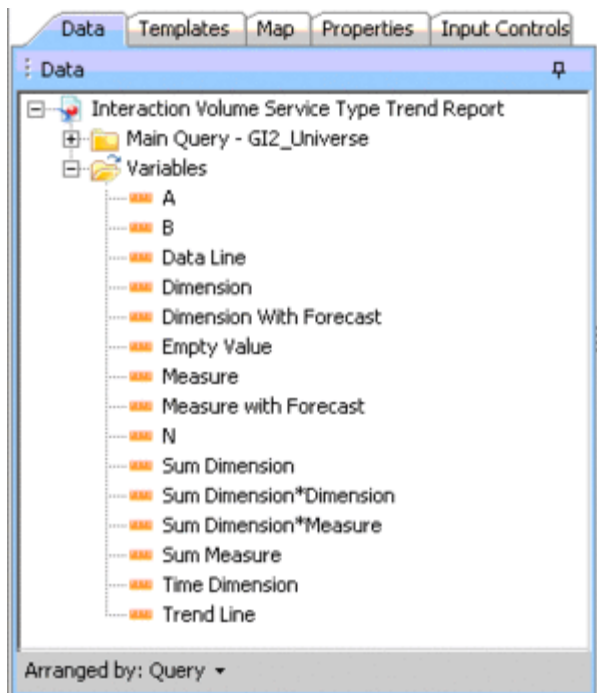 Data Templates Map Properties Input Controls
Data
Interaction Volume Service Type Trend Report
Main Query - GI2_Universe
Variables
A
B
Data Line
Dimension
Dimension With Forecast
Empty Value
Measure
Measure with Forecast
N
Sum Dimension
Sum Dimension*Dimension
Sum Dimension*Measure
Sum Measure
Time Dimension
Trend Line
Arranged by: Query